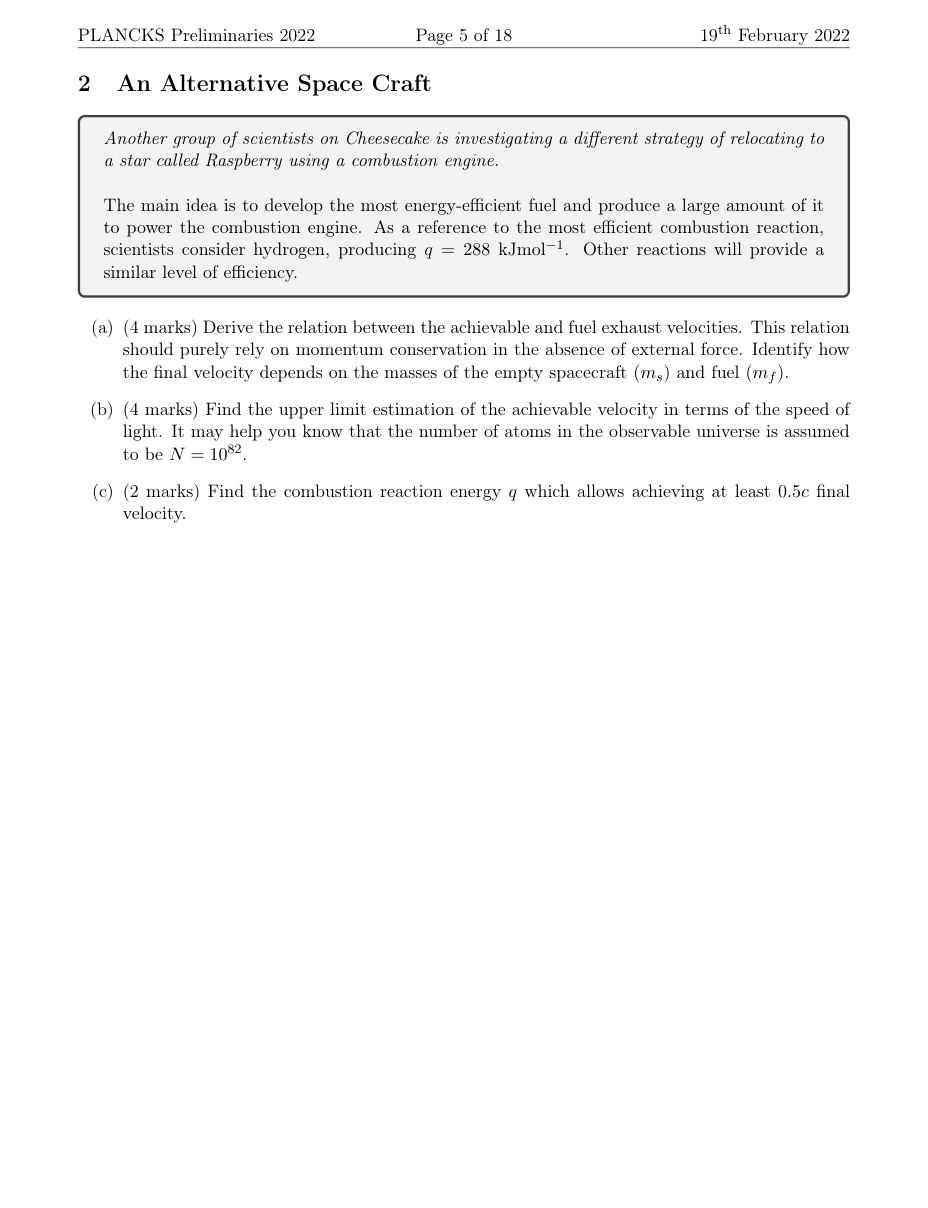 PLANCKS Preliminaries 2022 Page 5 of 18 19th February 2022
2 An Alternative Space Craft
Another group of scientists on Cheesecake is investigating a different strategy of relocating to
a star called Raspberry using a combustion engine.
The main idea is to develop the most energy-efficient fuel and produce a large amount of it
to power the combustion engine. As a reference to the most efficient combustion reaction,
scientists consider hydrogen, producing q = 288 kJmol⁻¹. Other reactions will provide a
similar level of efficiency.
(a) (4 marks) Derive the relation between the achievable and fuel exhaust velocities. This relation
should purely rely on momentum conservation in the absence of external force. Identify how
the final velocity depends on the masses of the empty spacecraft (m_s) and fuel (m_f).
(b) (4 marks) Find the upper limit estimation of the achievable velocity in terms of the speed of
light. It may help you know that the number of atoms in the observable universe is assumed
to be N = 10⁸².
(c) (2 marks) Find the combustion reaction energy q which allows achieving at least 0.5c final
velocity.